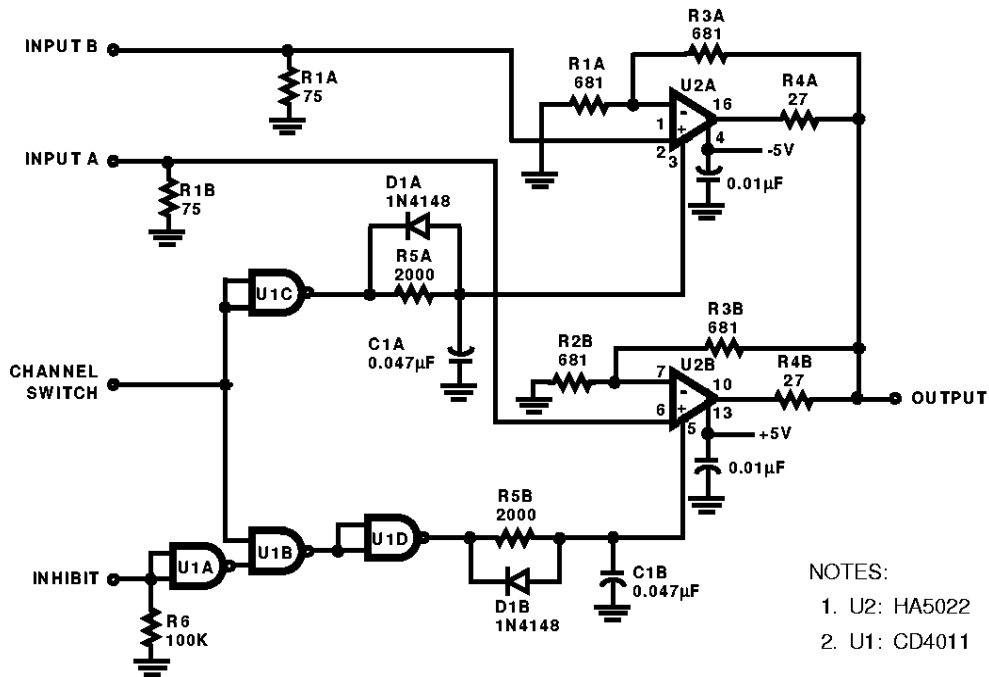 R3A
681
INPUT B
R1A
681
U2A
R4A
27
R1A
75
16
-
+
1
2
3
4
-5V
0.01µF
INPUT A
R1B
75
D1A
1N4148
R5A
2000
U1C
C1A
0.047µF
R3B
681
R2B
681
U2B
R4B
27
CHANNEL
SWITCH
7
-
10
6
+
13
5
OUTPUT
+5V
0.01µF
R5B
2000
U1D
U1B
U1A
INHIBIT
D1B
1N4148
C1B
0.047µF
R6
100K
NOTES:
1. U2: HA5022
2. U1: CD4011